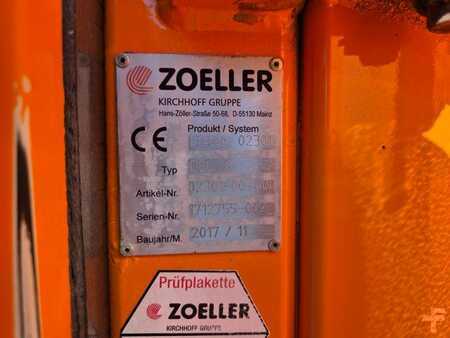 ZOELLER
KIRCHHOFF GRUPPE
Hans-Zöller-Straße 50-68, D-55130 Mainz
CE
Produkt / System
Typ
Artikel-Nr.
Serien-Nr. 1712755-
Baujahr/M. 2017 / 11
Prüfplakette
ZOELLER
KIRCHHOFF GRUPPE